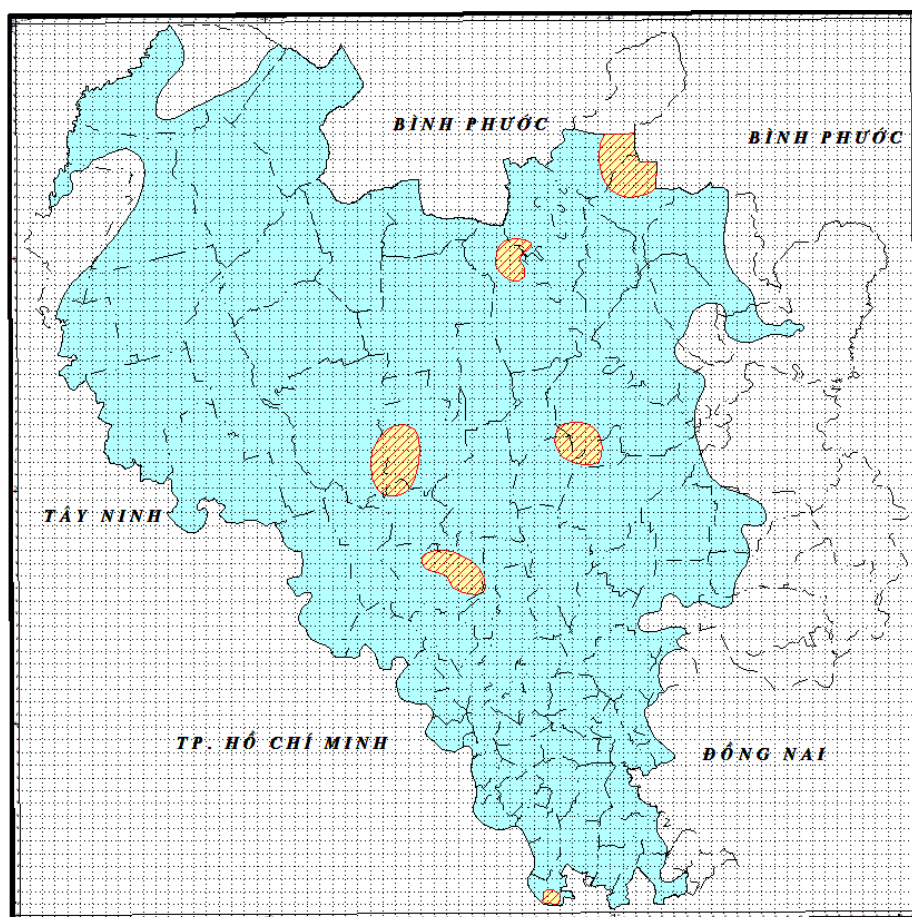 BÌNH PHƯỚC
BÌNH PHƯỚC
TÂY NINH
TP. HỒ CHÍ MINH
ĐỒNG NAI